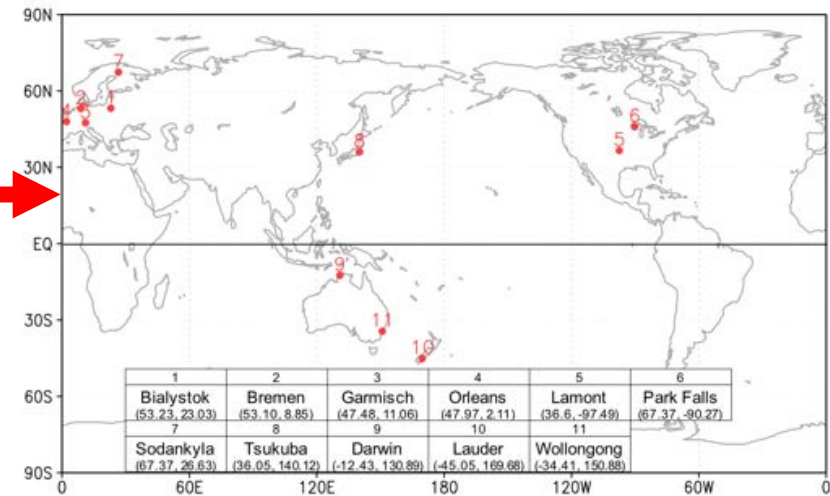 90N
7
60N
2 1
4 3
6
5
8
30N
EQ
9
30S
11
10
1 2 3 4 5 6
Bialystok Bremen Garmisch Orleans Lamont Park Falls
(53.23, 23.03) (53.10, 8.85) (47.48, 11.06) (47.97, 2.11) (36.6, -97.49) (67.37, -90.27)
60S
7 8 9 10 11
Sodankyla Tsukuba Darwin Lauder Wollongong
(67.37, 26.63) (36.05, 140.12) (-12.43, 130.89) (-45.05, 169.68) (-34.41, 150.88)
90S
0 60E 120E 180 120W 60W 0